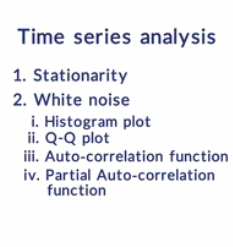 Time series analysis
1. Stationarity
2. White noise
i. Histogram plot
ii. Q-Q plot
iii. Auto-correlation function
iv. Partial Auto-correlation
function